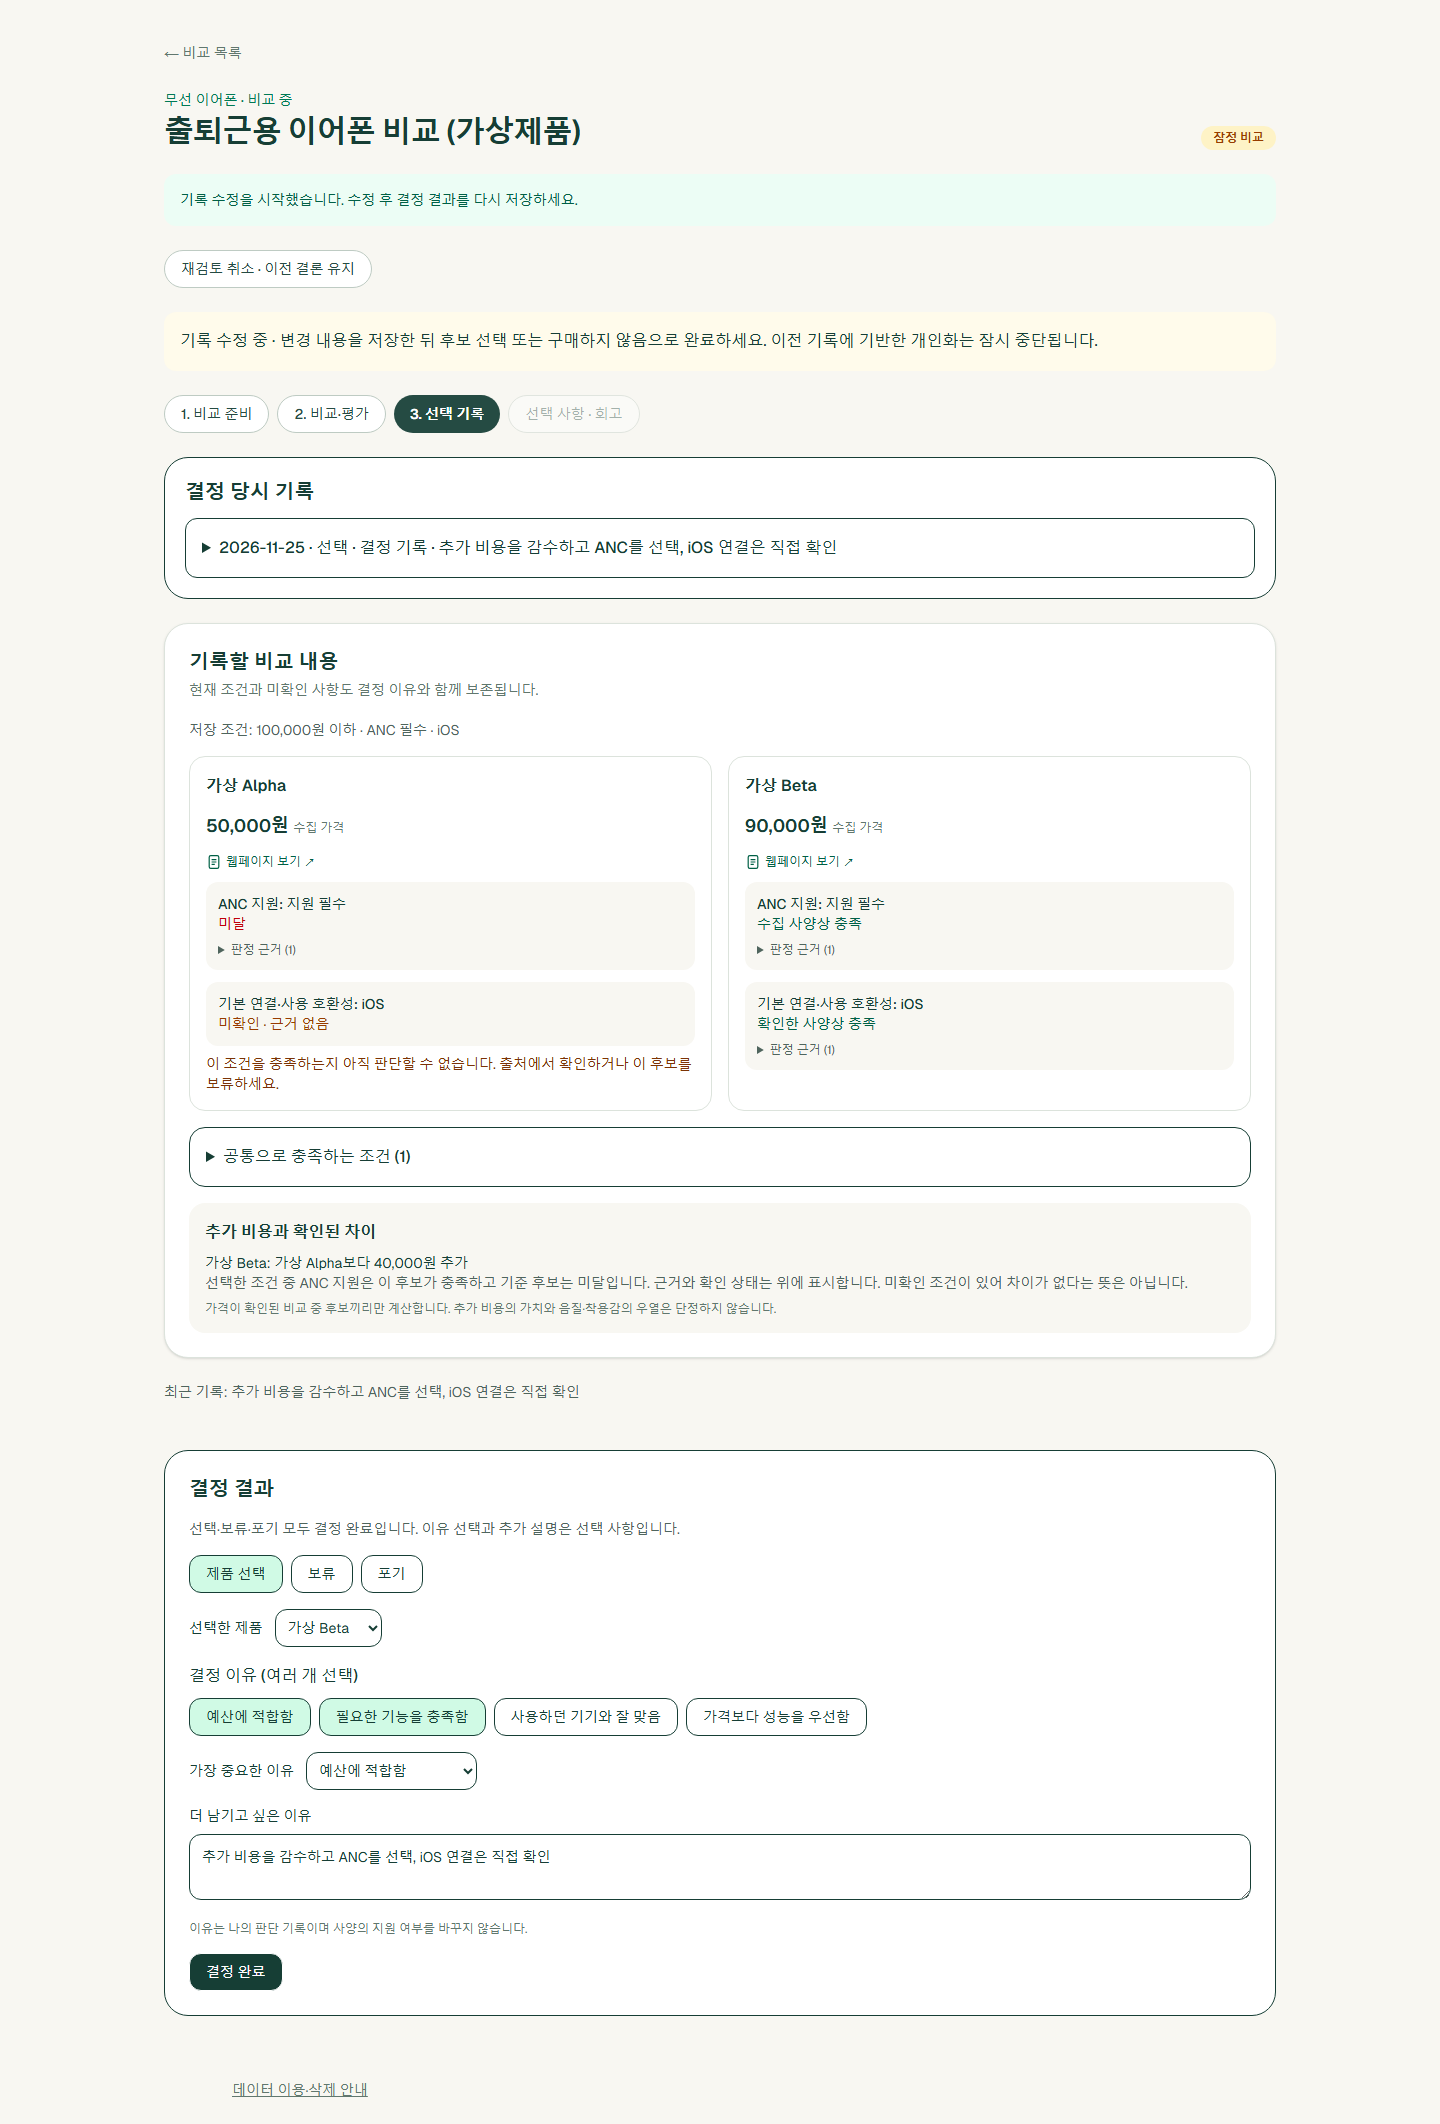 ← 비교 목록
무선 이어폰 · 비교 중
출퇴근용 이어폰 비교 (가상제품)
잠정 비교
기록 수정을 시작했습니다. 수정 후 결정 결과를 다시 저장하세요.
재검토 취소 · 이전 결론 유지
기록 수정 중 · 변경 내용을 저장한 뒤 후보 선택 또는 구매하지 않음으로 완료하세요. 이전 기록에 기반한 개인화는 잠시 중단됩니다.
1. 비교 준비
2. 비교·평가
3. 선택 기록
선택 사항 · 회고
결정 당시 기록
▶ 2026-11-25 · 선택 · 결정 기록 · 추가 비용을 감수하고 ANC를 선택, iOS 연결은 직접 확인
기록할 비교 내용
현재 조건과 미확인 사항도 결정 이유와 함께 보존됩니다.
저장 조건: 100,000원 이하 · ANC 필수 · iOS
가상 Alpha
50,000원 수집 가격
웹페이지 보기 ↗
ANC 지원: 지원 필수
미달
▶ 판정 근거 (1)
기본 연결·사용 호환성: iOS
미확인 · 근거 없음
이 조건을 충족하는지 아직 판단할 수 없습니다. 출처에서 확인하거나 이 후보를
보류하세요.
가상 Beta
90,000원 수집 가격
웹페이지 보기 ↗
ANC 지원: 지원 필수
수집 사양상 충족
▶ 판정 근거 (1)
기본 연결·사용 호환성: iOS
확인한 사양상 충족
▶ 판정 근거 (1)
▶ 공통으로 충족하는 조건 (1)
추가 비용과 확인된 차이
가상 Beta: 가상 Alpha보다 40,000원 추가
선택한 조건 중 ANC 지원은 이 후보가 충족하고 기준 후보는 미달입니다. 근거와 확인 상태는 위에 표시합니다. 미확인 조건이 있어 차이가 없다는 뜻은 아닙니다.
가격이 확인된 비교 중 후보끼리만 계산합니다. 추가 비용의 가치와 음질·착용감의 우열은 단정하지 않습니다.
최근 기록: 추가 비용을 감수하고 ANC를 선택, iOS 연결은 직접 확인
결정 결과
선택·보류·포기 모두 결정 완료입니다. 이유 선택과 추가 설명은 선택 사항입니다.
제품 선택
보류
포기
선택한 제품
가상 Beta
결정 이유 (여러 개 선택)
예산에 적합함
필요한 기능을 충족함
사용하던 기기와 잘 맞음
가격보다 성능을 우선함
가장 중요한 이유
예산에 적합함
더 남기고 싶은 이유
추가 비용을 감수하고 ANC를 선택, iOS 연결은 직접 확인
이유는 나의 판단 기록이며 사양의 지원 여부를 바꾸지 않습니다.
결정 완료
데이터 이용·삭제 안내